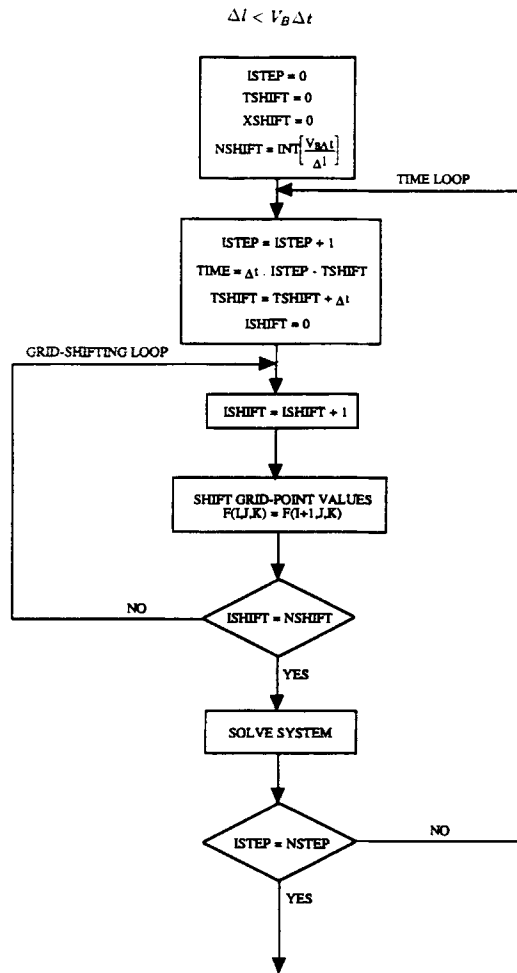 Δl < V_B Δt
ISTEP = 0
TSHIFT = 0
XSHIFT = 0
NSHIFT = INT[V_BΔt / Δl]
TIME LOOP
ISTEP = ISTEP + 1
TIME = Δt . ISTEP - TSHIFT
TSHIFT = TSHIFT + Δt
ISHIFT = 0
GRID-SHIFTING LOOP
ISHIFT = ISHIFT + 1
SHIFT GRID-POINT VALUES
F(I,J,K) = F(I+1,J,K)
NO
ISHIFT = NSHIFT
YES
SOLVE SYSTEM
ISTEP = NSTEP
NO
YES